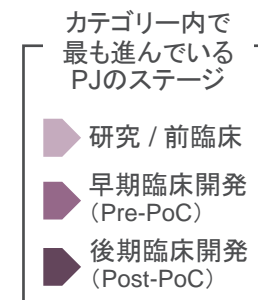 カテゴリー内で
最も進んでいる
PJのステージ
研究 / 前臨床
早期臨床開発
（Pre-PoC）
後期臨床開発
（Post-PoC）